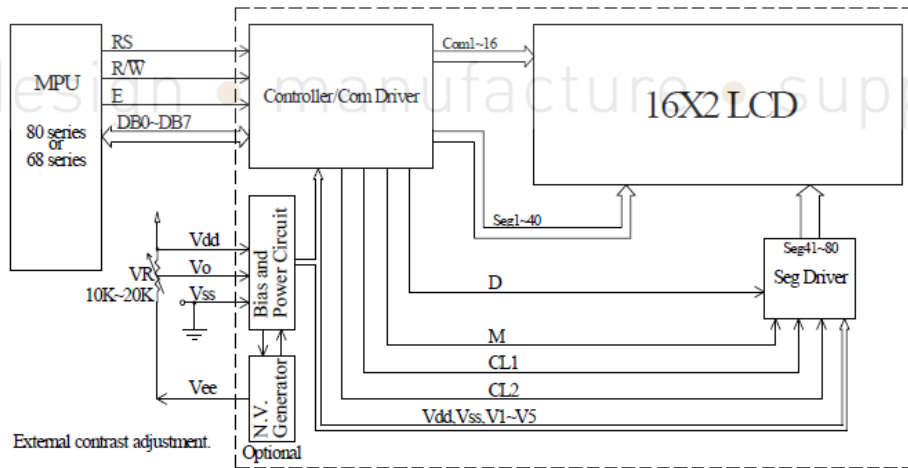 MPU
80 series
or
68 series
RS
R/W
E
DB0~DB7
Controller/Com Driver
Com1~16
16X2 LCD
design • manufacture • supp
Seg1~40
Seg41~80
Seg Driver
Vdd
Vo
VR
10K~20K
Vss
Bias and
Power Circuit
D
M
CL1
CL2
Vee
N.V.
Generator
Vdd,Vss,V1~V5
External contrast adjustment.
Optional